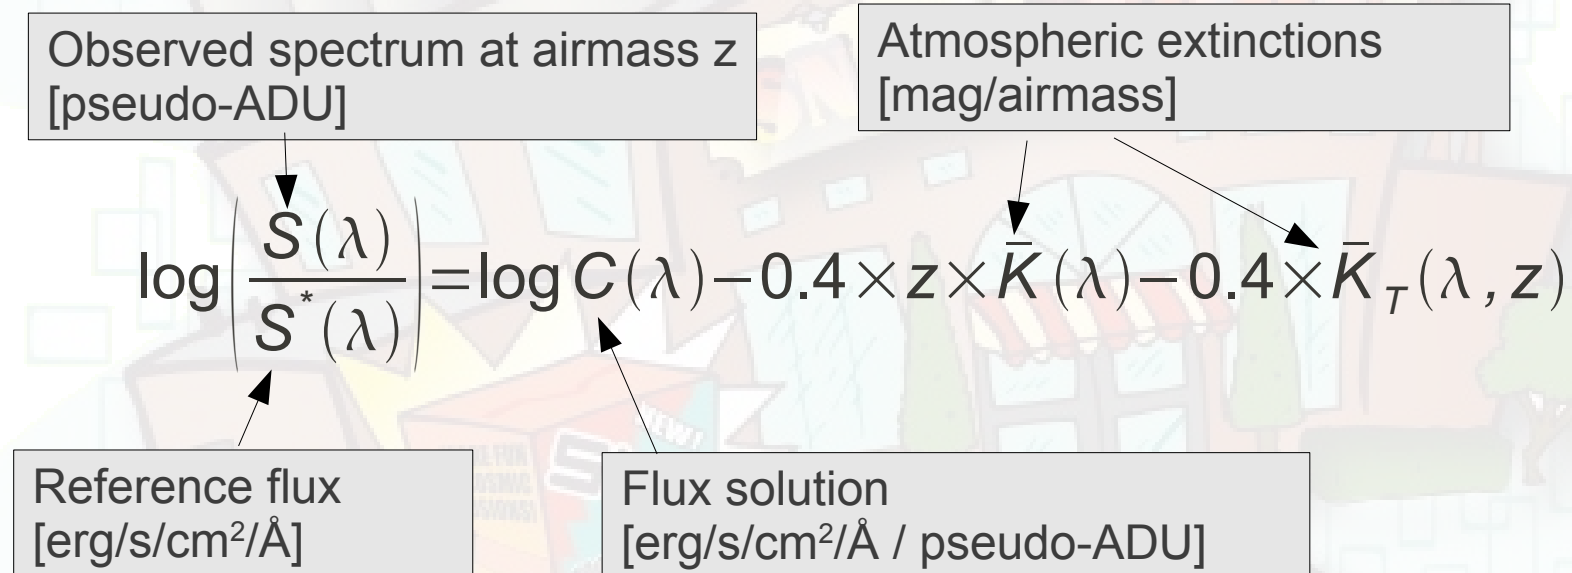 Observed spectrum at airmass z
[pseudo-ADU]
Atmospheric extinctions
[mag/airmass]
log(S(λ)/S*(λ))=log C(λ)−0.4×z×K̄(λ)−0.4×K̄_T(λ,z)
Reference flux
[erg/s/cm²/Å]
Flux solution
[erg/s/cm²/Å / pseudo-ADU]
NEW!